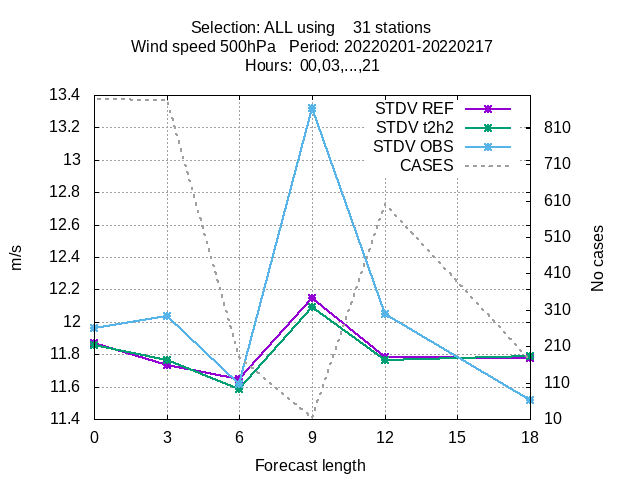 Selection: ALL using    31 stations
Wind speed 500hPa   Period: 20220201-20220217
Hours:  00,03,...,21
STDV REF
STDV t2h2
STDV OBS
CASES
13.4
13.2
13
12.8
12.6
12.4
12.2
12
11.8
11.6
11.4
m/s
810
710
610
510
410
310
210
110
10
No cases
0 3 6 9 12 15 18
Forecast length